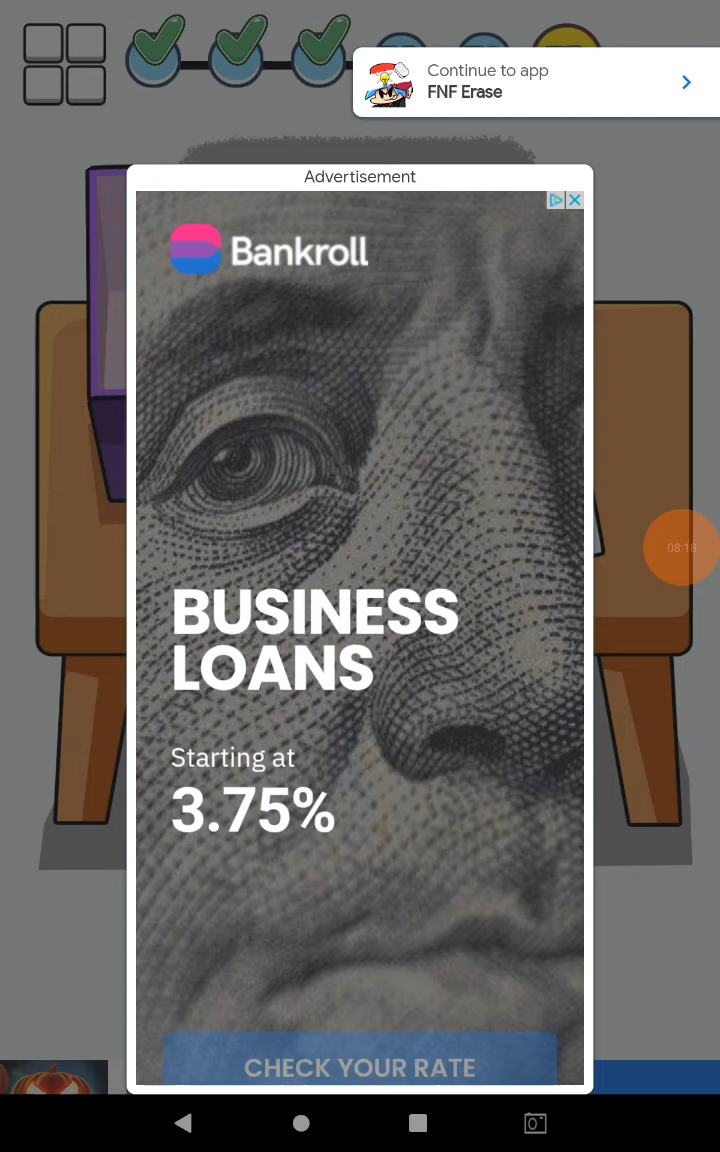 Continue to app
FNF Erase
Advertisement
Bankroll
08:18
BUSINESS
LOANS
Starting at
3.75%
CHECK YOUR RATE